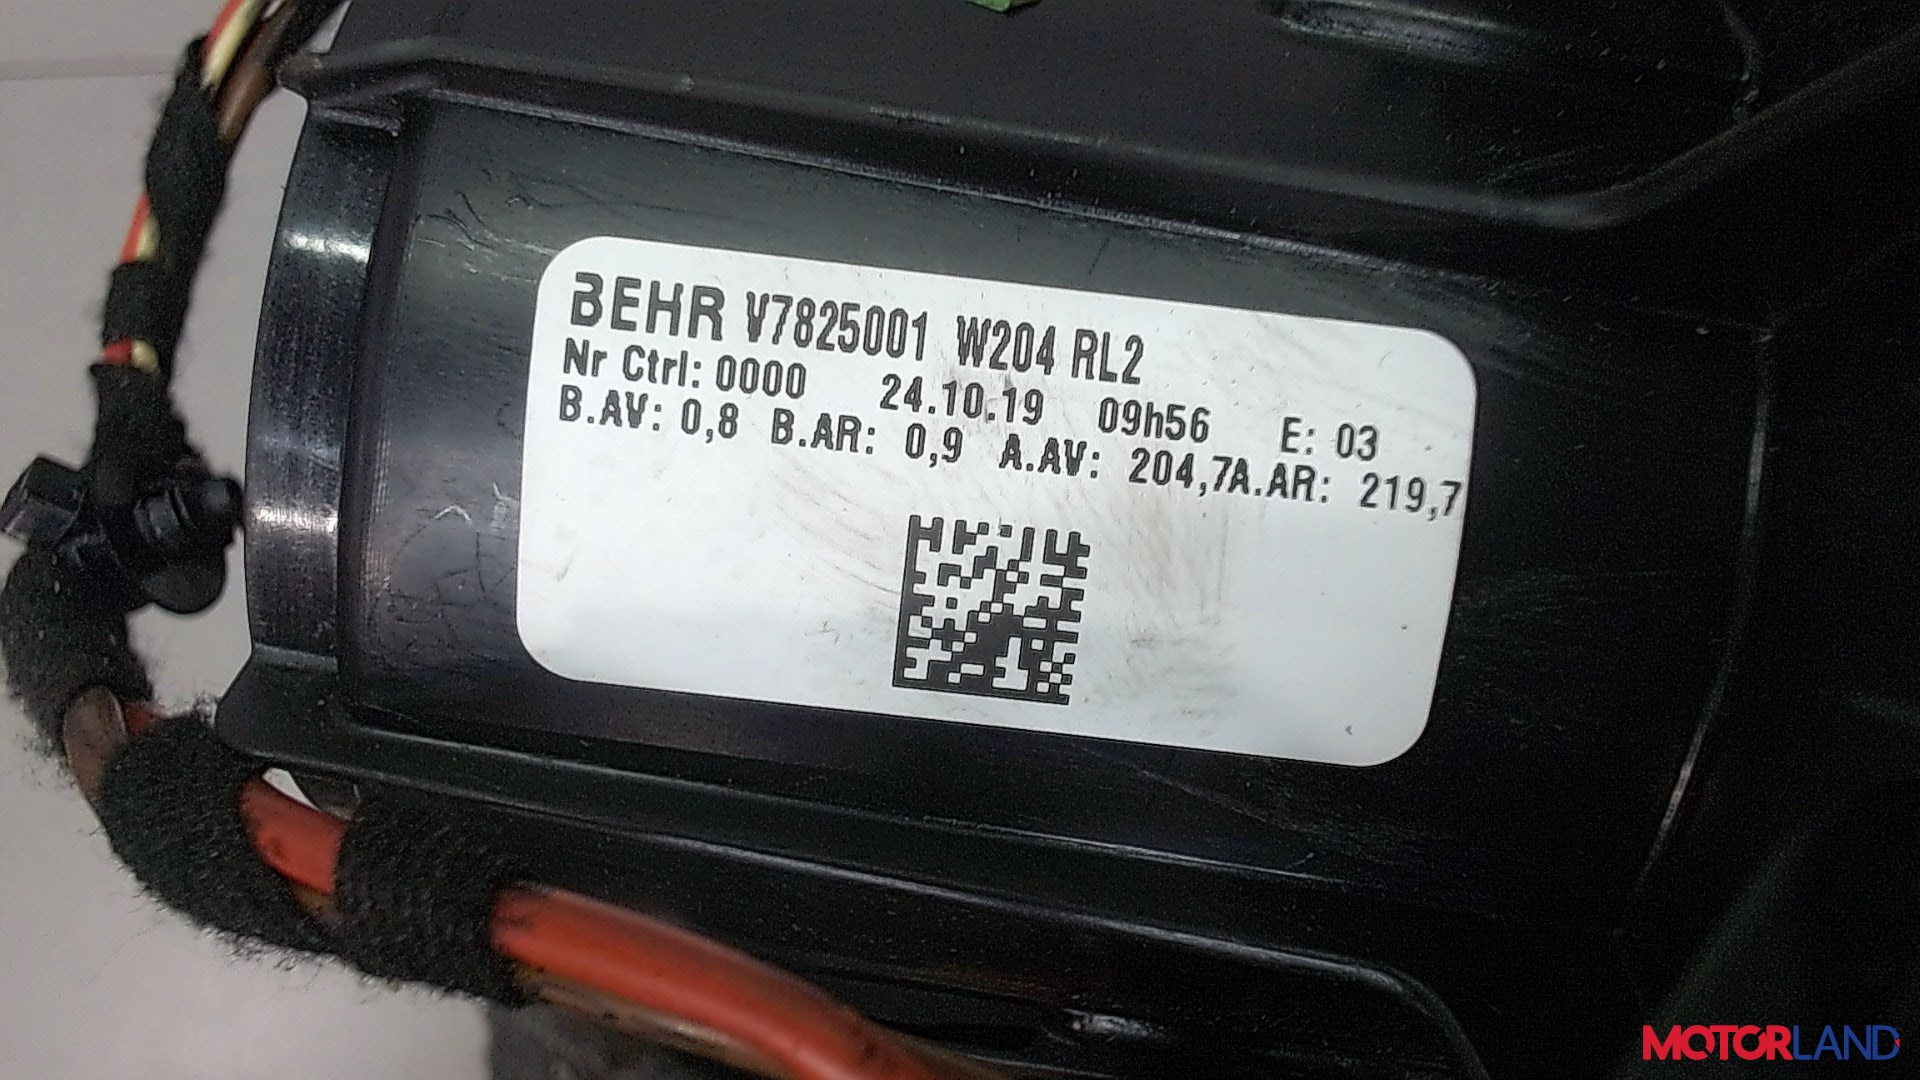 BEHR V7825001 W204 RL2
Nr Ctrl: 0000 24.10.19 09h56 E: 03
B.AV: 0,8 B.AR: 0,9 A.AV: 204,7A.AR: 219,7
MOTORLAND